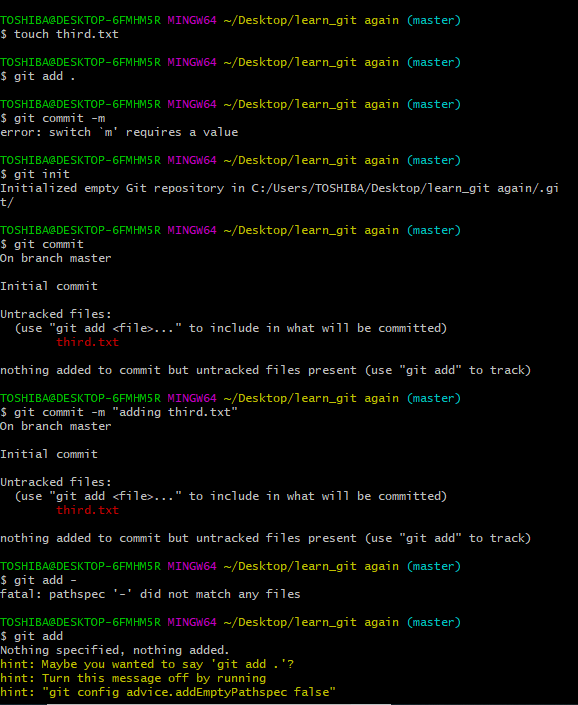 TOSHIBA@DESKTOP-6FMHM5R MINGW64 ~/Desktop/learn_git again (master)
$ touch third.txt
TOSHIBA@DESKTOP-6FMHM5R MINGW64 ~/Desktop/learn_git again (master)
$ git add .
TOSHIBA@DESKTOP-6FMHM5R MINGW64 ~/Desktop/learn_git again (master)
$ git commit -m
error: switch `m' requires a value
TOSHIBA@DESKTOP-6FMHM5R MINGW64 ~/Desktop/learn_git again (master)
$ git init
Initialized empty Git repository in C:/Users/TOSHIBA/Desktop/learn_git again/.gi
t/
TOSHIBA@DESKTOP-6FMHM5R MINGW64 ~/Desktop/learn_git again (master)
$ git commit
On branch master
Initial commit
Untracked files:
  (use "git add <file>..." to include in what will be committed)
        third.txt
nothing added to commit but untracked files present (use "git add" to track)
TOSHIBA@DESKTOP-6FMHM5R MINGW64 ~/Desktop/learn_git again (master)
$ git commit -m "adding third.txt"
On branch master
Initial commit
Untracked files:
  (use "git add <file>..." to include in what will be committed)
        third.txt
nothing added to commit but untracked files present (use "git add" to track)
TOSHIBA@DESKTOP-6FMHM5R MINGW64 ~/Desktop/learn_git again (master)
$ git add -
fatal: pathspec '-' did not match any files
TOSHIBA@DESKTOP-6FMHM5R MINGW64 ~/Desktop/learn_git again (master)
$ git add
Nothing specified, nothing added.
hint: Maybe you wanted to say 'git add .'?
hint: Turn this message off by running
hint: "git config advice.addEmptyPathspec false"